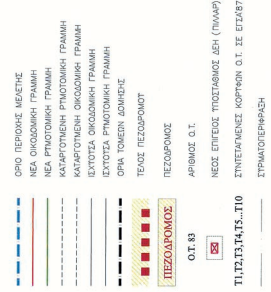 ΟΡΙΟ ΠΕΡΙΟΧΗΣ ΜΕΛΕΤΗΣ
ΝΕΑ ΟΙΚΟΔΟΜΙΚΗ ΓΡΑΜΜΗ
ΝΕΑ ΡΥΜΟΤΟΜΙΚΗ ΓΡΑΜΜΗ
ΚΑΤΑΡΓΟΥΜΕΝΗ ΡΥΜΟΤΟΜΙΚΗ ΓΡΑΜΜΗ
ΚΑΤΑΡΓΟΥΜΕΝΗ ΟΙΚΟΔΟΜΙΚΗ ΓΡΑΜΜΗ
ΙΣΧΥΟΥΣΑ ΟΙΚΟΔΟΜΙΚΗ ΓΡΑΜΜΗ
ΙΣΧΥΟΥΣΑ ΡΥΜΟΤΟΜΙΚΗ ΓΡΑΜΜΗ
ΟΡΙΑ ΤΟΜΕΩΝ ΔΟΜΗΣΗΣ
ΤΕΛΟΣ ΠΕΖΟΔΡΟΜΟΥ
ΠΕΖΟΔΡΟΜΟΣ ΠΕΖΟΔΡΟΜΟΣ
Ο.Τ. 83 ΑΡΙΘΜΟΣ Ο.Τ.
ΝΕΟΣ ΕΠΙΓΕΙΟΣ ΥΠΟΣΤΑΘΜΟΣ ΔΕΗ (ΠΙΛΛΑΡ)
Τ1,Τ2,Τ3,Τ4,Τ5...Τ10 ΣΥΝΤΕΤΑΓΜΕΝΕΣ ΚΟΡΥΦΩΝ Ο.Τ. ΣΕ ΕΓΣΑ'87
ΣΥΡΜΑΤΟΠΕΡΙΦΡΑΞΗ